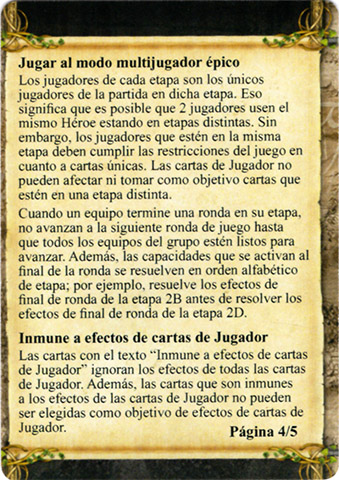 Jugar al modo multijugador épico
Los jugadores de cada etapa son los únicos
jugadores de la partida en dicha etapa. Eso
significa que es posible que 2 jugadores usen el
mismo Héroe estando en etapas distintas. Sin
embargo, los jugadores que estén en la misma
etapa deben cumplir las restricciones del juego en
cuanto a cartas únicas. Las cartas de Jugador no
pueden afectar ni tomar como objetivo cartas que
estén en una etapa distinta.
Cuando un equipo termine una ronda en su etapa,
no avanzan a la siguiente ronda de juego hasta
que todos los equipos del grupo estén listos para
avanzar. Además, las capacidades que se activan al
final de la ronda se resuelven en orden alfabético
de etapa; por ejemplo, resuelve los efectos de
final de ronda de la etapa 2B antes de resolver los
efectos de final de ronda de la etapa 2D.
Inmune a efectos de cartas de Jugador
Las cartas con el texto “Inmune a efectos de cartas
de Jugador” ignoran los efectos de todas las cartas
de Jugador. Además, las cartas que son inmunes
a los efectos de las cartas de Jugador no pueden
ser elegidas como objetivo de efectos de cartas de
Jugador.
Página 4/5